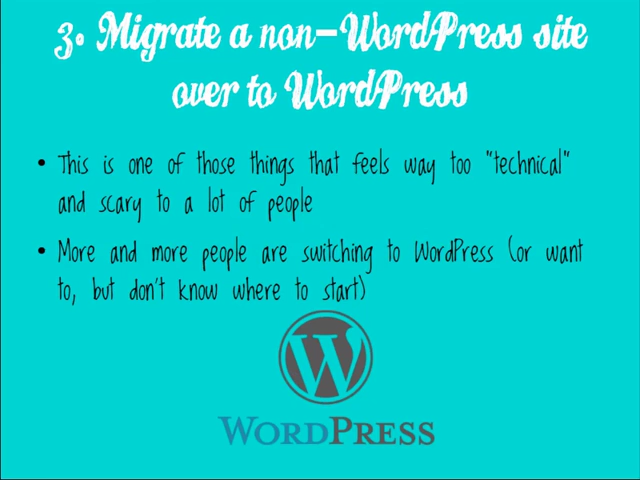 3. Migrate a non-WordPress site
over to WordPress
• This is one of those things that feels way too "technical"
and scary to a lot of people
• More and more people are switching to WordPress (or want
to, but don't know where to start)
W
WORDPRESS